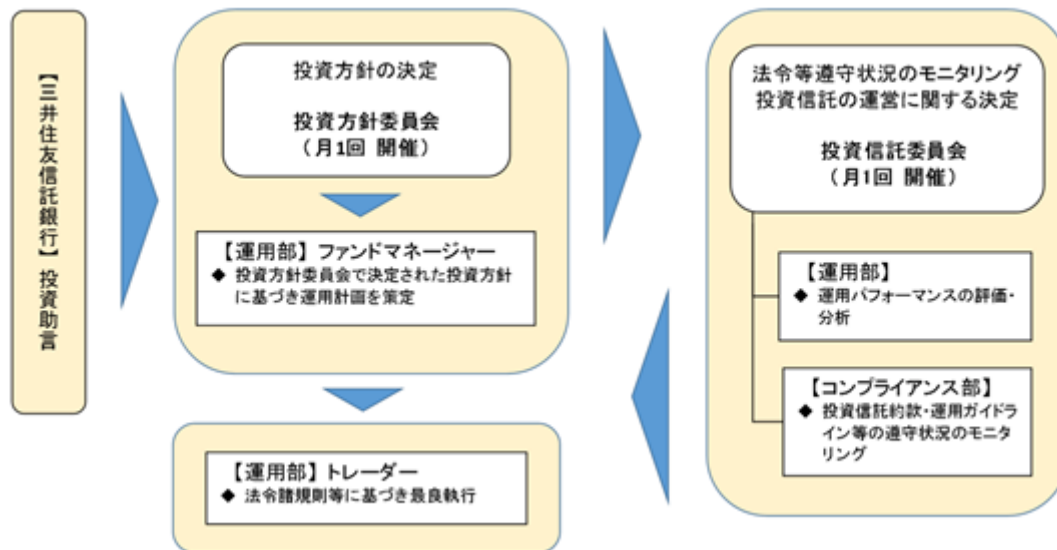 【三井住友信託銀行】投資助言
投資方針の決定
投資方針委員会
(月1回 開催)
【運用部】ファンドマネージャー
◆ 投資方針委員会で決定された投資方針
に基づき運用計画を策定
【運用部】トレーダー
◆ 法令諸規則等に基づき最良執行
法令等遵守状況のモニタリング
投資信託の運営に関する決定
投資信託委員会
(月1回 開催)
【運用部】
◆ 運用パフォーマンスの評価・
分析
【コンプライアンス部】
◆ 投資信託約款・運用ガイドラ
イン等の遵守状況のモニタ
リング